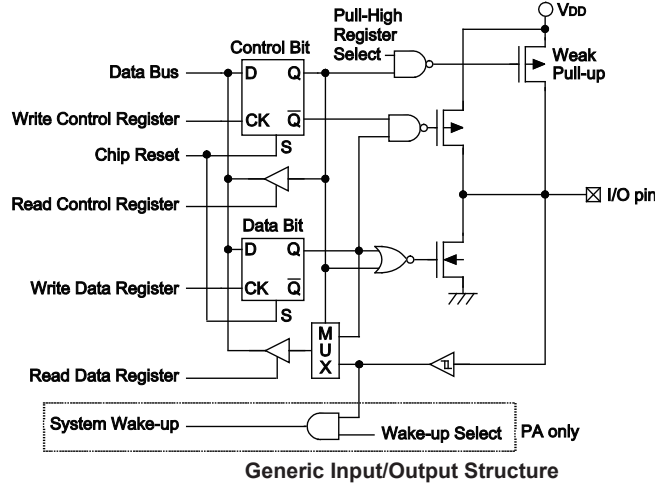 VDD
Pull-High
Register
Select
Weak
Pull-up
Control Bit
Data Bus
D
Q
Write Control Register
CK
Q
Chip Reset
S
I/O pin
Read Control Register
Data Bit
D
Q
Write Data Register
CK
Q
S
M
U
X
Read Data Register
System Wake-up
Wake-up Select
PA only
Generic Input/Output Structure